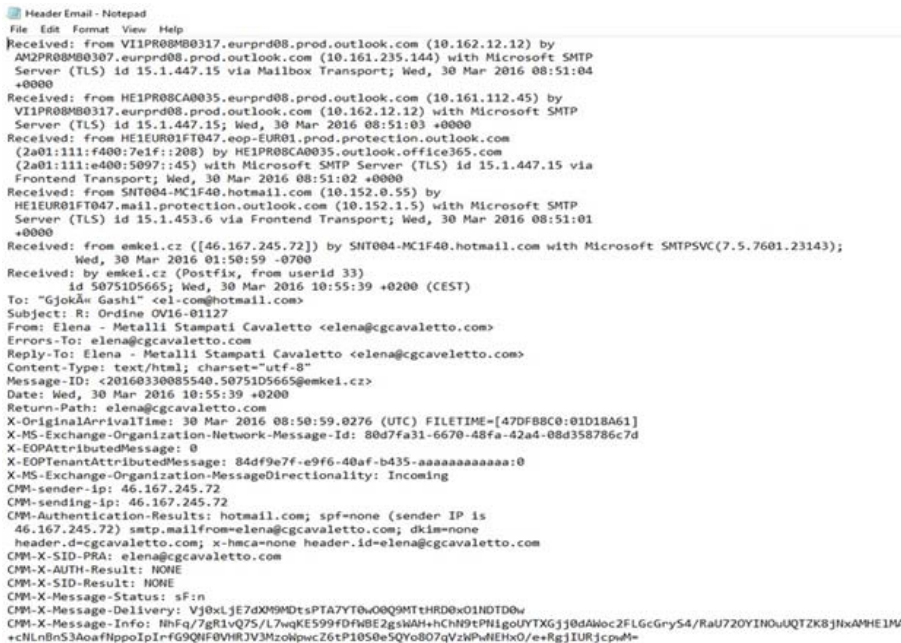 Header Email - Notepad
File Edit Format View Help
Received: from VI1PR08MB0317.eurprd08.prod.outlook.com (10.162.12.12) by
AM2PR08MB0307.eurprd08.prod.outlook.com (10.161.235.144) with Microsoft SMTP
Server (TLS) id 15.1.447.15 via Mailbox Transport; Wed, 30 Mar 2016 08:51:04
+0000
Received: from HE1PR08CA0035.eurprd08.prod.outlook.com (10.161.112.45) by
VI1PR08MB0317.eurprd08.prod.outlook.com (10.162.12.12) with Microsoft SMTP
Server (TLS) id 15.1.447.15; Wed, 30 Mar 2016 08:51:03 +0000
Received: from HE1EUR01FT047.eop-EUR01.prod.protection.outlook.com
(2a01:111:f400:7e1f::208) by HE1PR08CA0035.outlook.office365.com
(2a01:111:e400:5097::45) with Microsoft SMTP Server (TLS) id 15.1.447.15 via
Frontend Transport; Wed, 30 Mar 2016 08:51:02 +0000
Received: from SNT004-MC1F40.hotmail.com (10.152.0.55) by
HE1EUR01FT047.mail.protection.outlook.com (10.152.1.5) with Microsoft SMTP
Server (TLS) id 15.1.453.6 via Frontend Transport; Wed, 30 Mar 2016 08:51:01
+0000
Received: from emkei.cz ([46.167.245.72]) by SNT004-MC1F40.hotmail.com with Microsoft SMTPSVC(7.5.7601.23143);
Wed, 30 Mar 2016 01:50:59 -0700
Received: by emkei.cz (Postfix, from userid 33)
id 50751D5665; Wed, 30 Mar 2016 10:55:39 +0200 (CEST)
To: "GjokÃ« Gashi" <el-com@hotmail.com>
Subject: R: Ordine OV16-01127
From: Elena - Metalli Stampati Cavaletto <elena@cgcavaletto.com>
Errors-To: elena@cgcavaletto.com
Reply-To: Elena - Metalli Stampati Cavaletto <elena@cgcaveletto.com>
Content-Type: text/html; charset="utf-8"
Message-ID: <20160330085540.50751D5665@emkei.cz>
Date: Wed, 30 Mar 2016 10:55:39 +0200
Return-Path: elena@cgcavaletto.com
X-OriginalArrivalTime: 30 Mar 2016 08:50:59.0276 (UTC) FILETIME=[47DFB8C0:01D18A61]
X-MS-Exchange-Organization-Network-Message-Id: 80d7fa31-6670-48fa-42a4-08d358786c7d
X-EOPAttributedMessage: 0
X-EOPTenantAttributedMessage: 84df9e7f-e9f6-40af-b435-aaaaaaaaaaaa:0
X-MS-Exchange-Organization-MessageDirectionality: Incoming
CMM-sender-ip: 46.167.245.72
CMM-sending-ip: 46.167.245.72
CMM-Authentication-Results: hotmail.com; spf=none (sender IP is
46.167.245.72) smtp.mailfrom=elena@cgcavaletto.com; dkim=none
header.d=cgcavaletto.com; x-hmca=none header.id=elena@cgcavaletto.com
CMM-X-SID-PRA: elena@cgcavaletto.com
CMM-X-AUTH-Result: NONE
CMM-X-SID-Result: NONE
CMM-X-Message-Status: sF:n
CMM-X-Message-Delivery: Vj0xLjE7dXM9MDtsPTA7YT0wO0Q9MTtHRD0xO1NDTD0w
CMM-X-Message-Info: